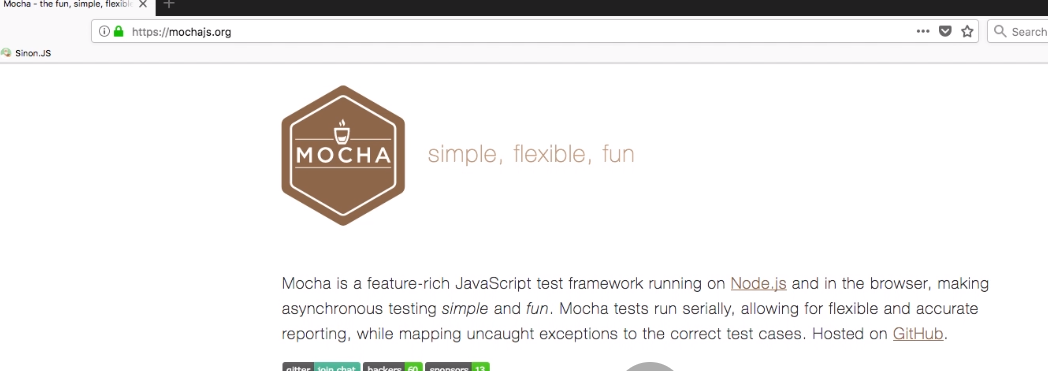 Mocha - the fun, simple, flexible
https://mochajs.org
Search
Sinon.JS
MOCHA
simple, flexible, fun
Mocha is a feature-rich JavaScript test framework running on Node.js and in the browser, making
asynchronous testing simple and fun. Mocha tests run serially, allowing for flexible and accurate
reporting, while mapping uncaught exceptions to the correct test cases. Hosted on GitHub.
gitter join chat hackers 60 sponsors 13